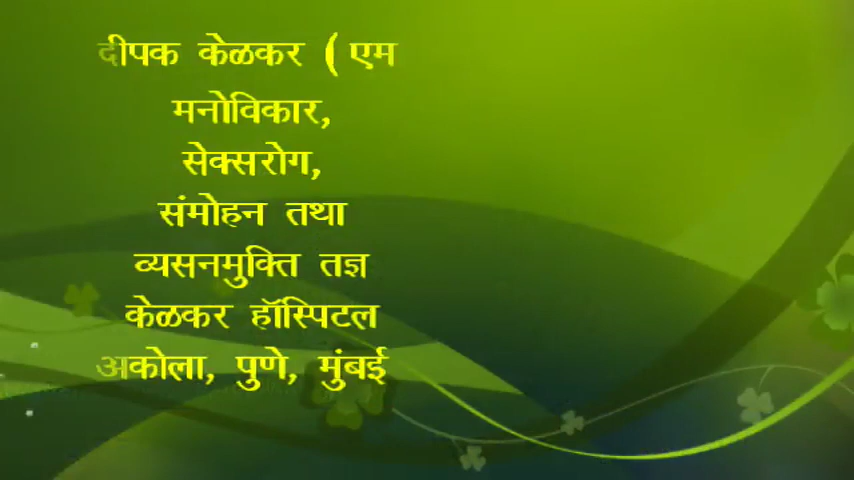 दीपक केळकर (एम
मनोविकार,
सेक्सरोग,
संमोहन तथा
व्यसनमुक्ति तज्ञ
केळकर हॉस्पिटल
अकोला, पुणे, मुंबई